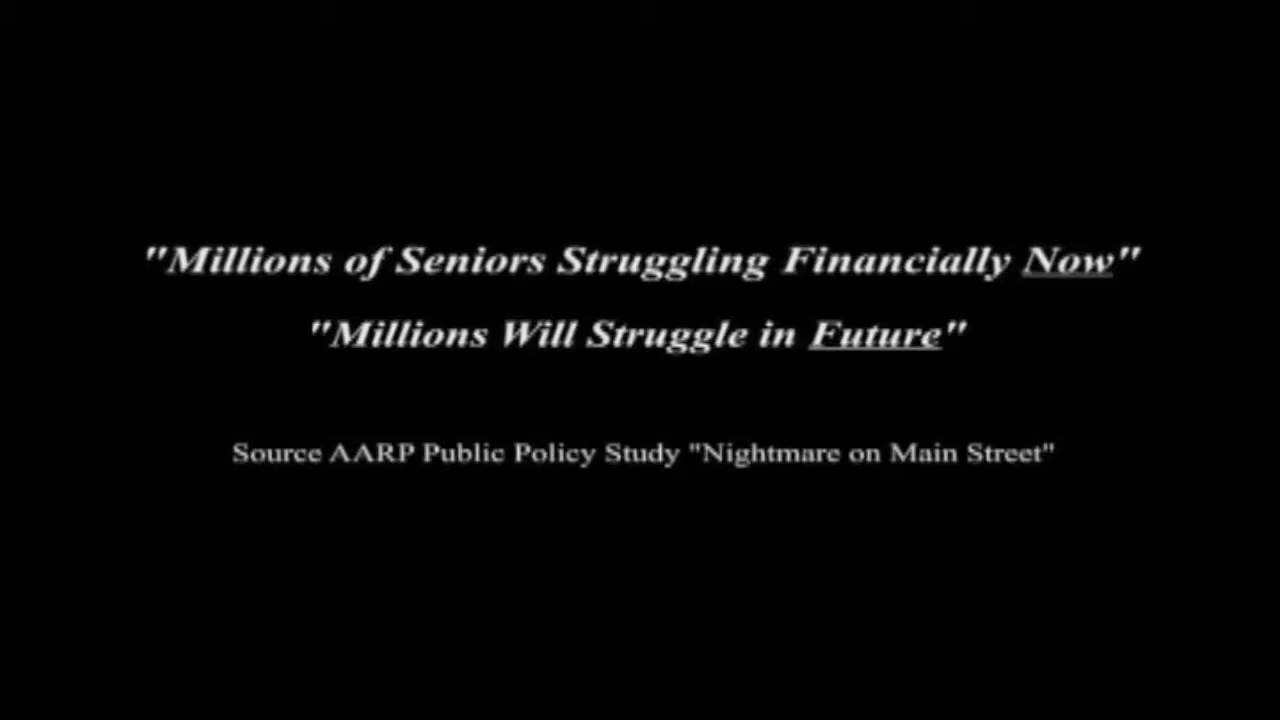 "Millions of Seniors Struggling Financially Now"
"Millions Will Struggle in Future"
Source AARP Public Policy Study "Nightmare on Main Street"